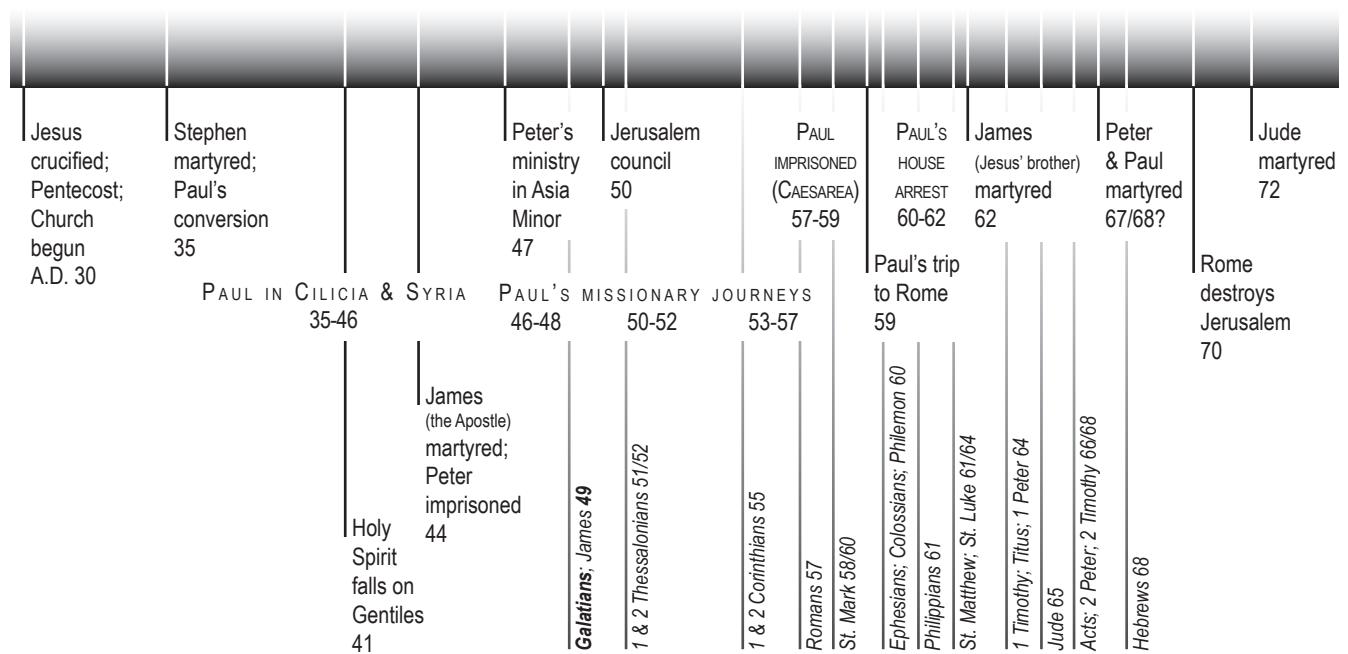 Jesus
crucified;
Pentecost;
Church
begun
A.D. 30
Stephen
martyred;
Paul's
conversion
35
Peter's
ministry
in Asia
Minor
47
Jerusalem
council
50
Paul
imprisoned
(Caesarea)
57-59
Paul's
house
arrest
60-62
James
(Jesus' brother)
martyred
62
Peter
& Paul
martyred
67/68?
Jude
martyred
72
Paul's trip
to Rome
59
Rome
destroys
Jerusalem
70
Paul in Cilicia & Syria
35-46
Paul's missionary journeys
46-48 50-52 53-57
James
(the Apostle)
martyred;
Peter
imprisoned
44
Holy
Spirit
falls on
Gentiles
41
Galatians; James 49
1 & 2 Thessalonians 51/52
1 & 2 Corinthians 55
Romans 57
St. Mark 58/60
Ephesians; Colossians; Philemon 60
Philippians 61
St. Matthew; St. Luke 61/64
1 Timothy; Titus; 1 Peter 64
Jude 65
Acts; 2 Peter; 2 Timothy 66/68
Hebrews 68